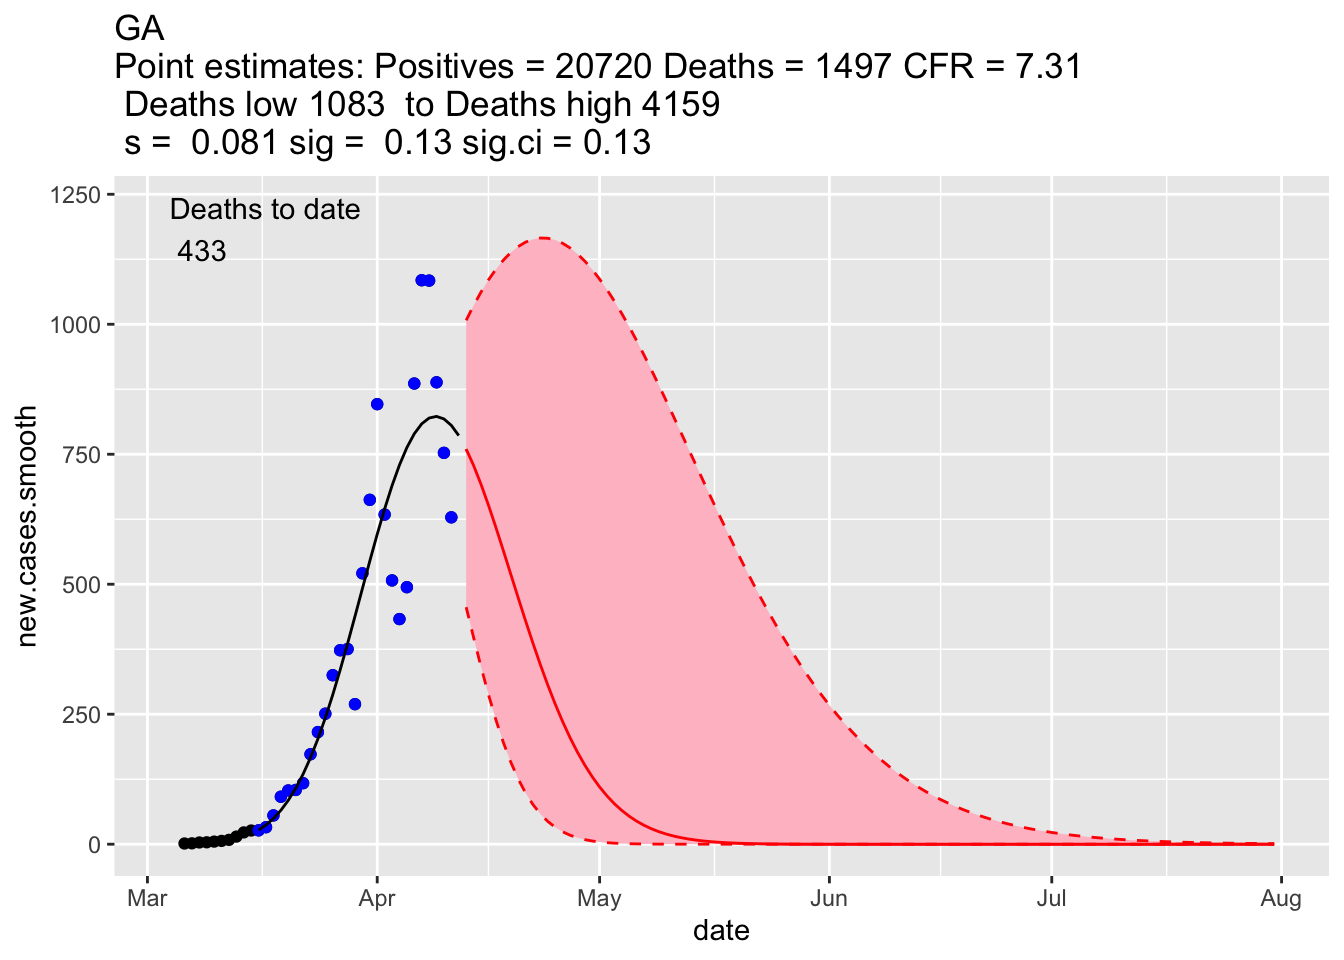 GA
Point estimates: Positives = 20720 Deaths = 1497 CFR = 7.31
Deaths low 1083  to Deaths high 4159
s =  0.081 sig =  0.13 sig.ci = 0.13
Deaths to date
433
1250
1000
750
500
250
0
new.cases.smooth
Mar Apr May Jun Jul Aug
date